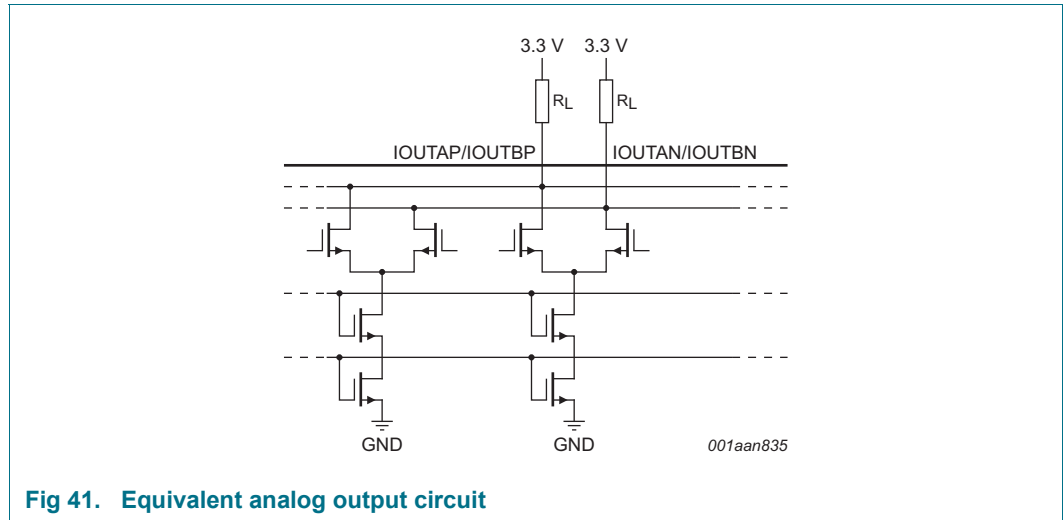 3.3 V 3.3 V
RL RL
IOUTAP/IOUTBP IOUTAN/IOUTBN
GND GND 001aan835
Fig 41. Equivalent analog output circuit